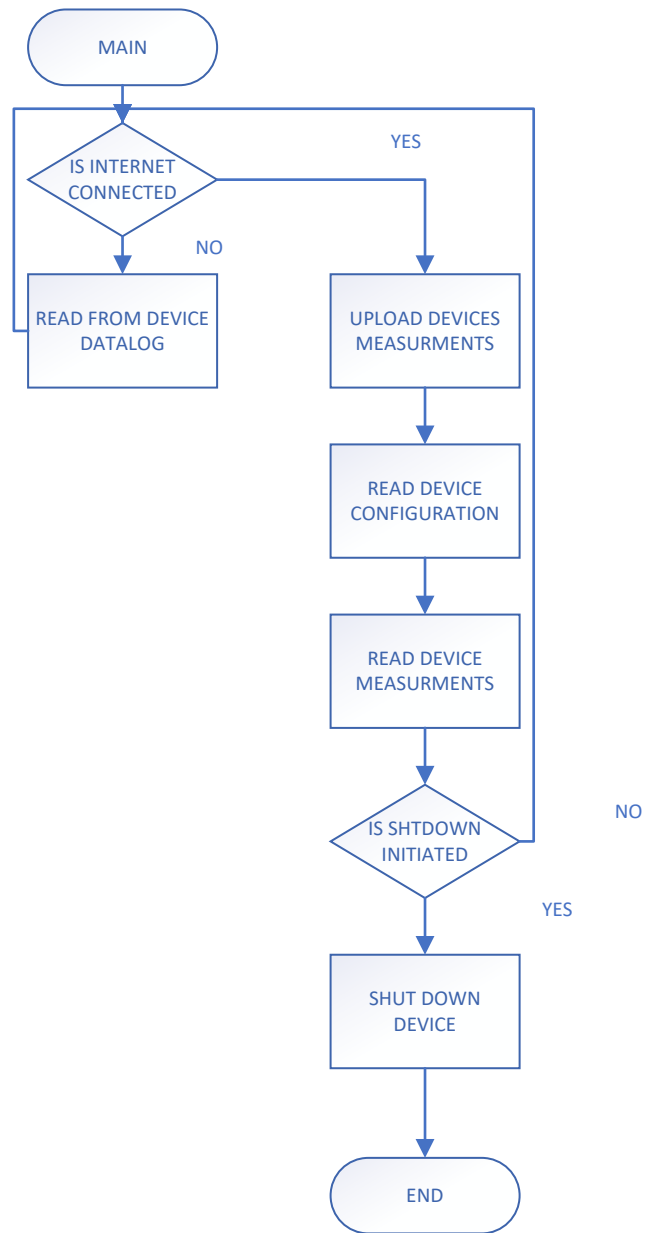 MAIN
IS INTERNET
CONNECTED
YES
NO
READ FROM DEVICE
DATALOG
UPLOAD DEVICES
MEASURMENTS
READ DEVICE
CONFIGURATION
READ DEVICE
MEASURMENTS
IS SHTDOWN
INITIATED
NO
YES
SHUT DOWN
DEVICE
END